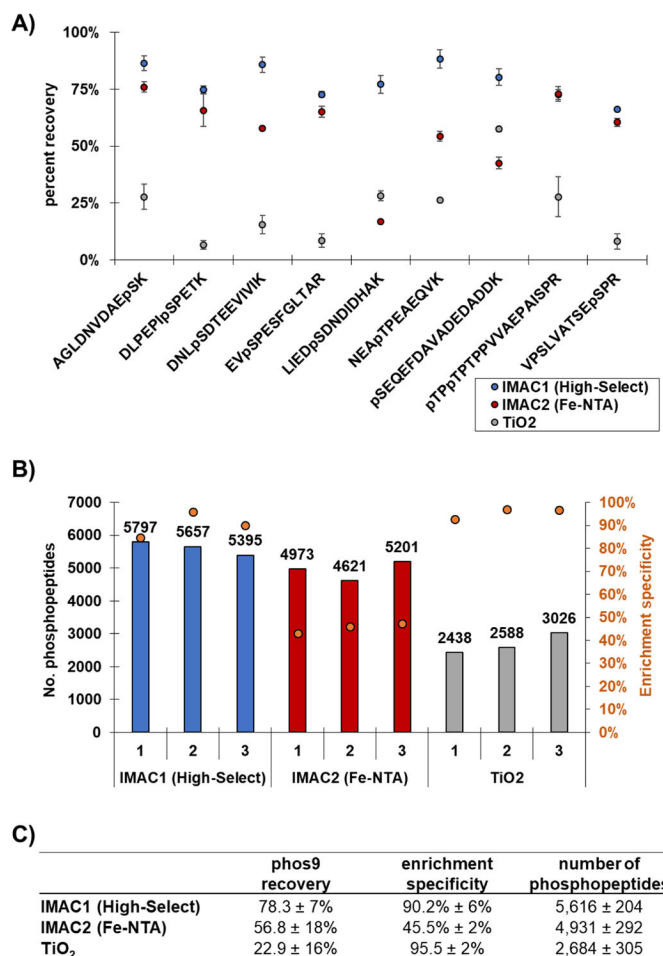 A)
100%
75%
50%
25%
0%
percent recovery
AGLDNVDAEpSK
DLPEPIpSPETK
DNLpSDTEEVIVIK
EVpSPESFGLTAR
LIEDpSDNDIDHAK
NEApTPEAEQVK
pSEQEFDAVADEDADDK
pTPpTPTPPVVAEPAISPR
VPSLVATSEpSPR
IMAC1 (High-Select)
IMAC2 (Fe-NTA)
TiO2
B)
7000
6000
5000
4000
3000
2000
1000
0
No. phosphopeptides
5797 5657 5395 4973 4621 5201 2438 2588 3026
100%
90%
80%
70%
60%
50%
40%
30%
20%
10%
0%
Enrichment specificity
1 2 3 1 2 3 1 2 3
IMAC1 (High-Select) IMAC2 (Fe-NTA) TiO2
C)
phos9 recovery enrichment specificity number of phosphopeptides
IMAC1 (High-Select) 78.3 ± 7% 90.2% ± 6% 5,616 ± 204
IMAC2 (Fe-NTA) 56.8 ± 18% 45.5% ± 2% 4,931 ± 292
TiO₂ 22.9 ± 16% 95.5 ± 2% 2,684 ± 305